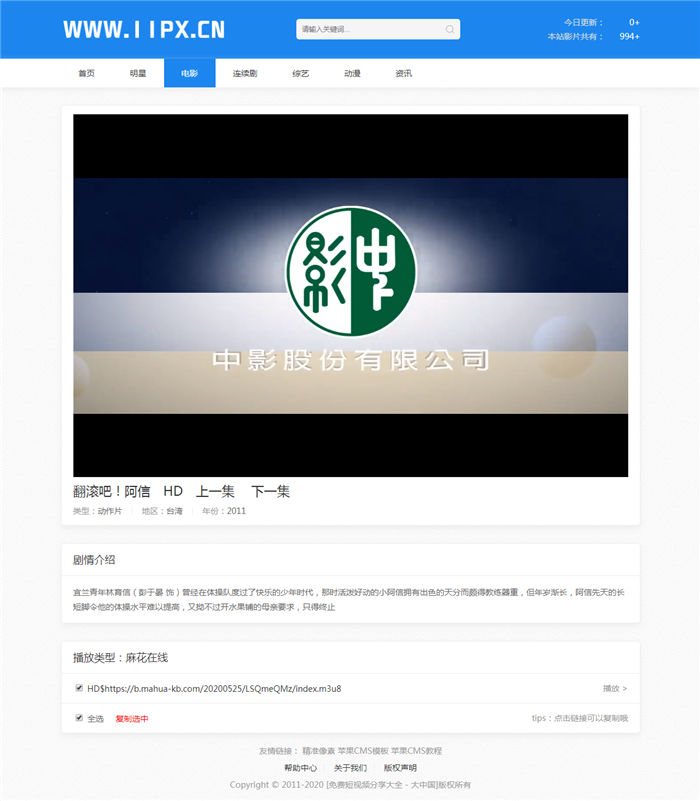 WWW.11PX.CN
请输入关键词...
今日更新： 0+
本站影片共有： 994+
首页 明星 电影 连续剧 综艺 动漫 资讯
影中
中影股份有限公司
翻滚吧！阿信 HD 上一集 下一集
类型：动作片 地区：台湾 年份：2011
剧情介绍
宜兰青年林育信（彭于晏 饰）曾经在体操队度过了快乐的少年时代，那时活泼好动的小阿信拥有出色的天分而颇得教练器重，但年岁渐长，阿信先天的长
短脚令他的体操水平难以提高，又拗不过开水果铺的母亲要求，只得终止
播放类型：麻花在线
HD$https://b.mahua-kb.com/20200525/LSQmeQMz/index.m3u8 播放 >
全选 复制选中 tips：点击链接可以复制哦
友情链接： 精准像素 苹果CMS模板 苹果CMS教程
帮助中心 关于我们 版权声明
Copyright © 2011-2020 [免费短视频分享大全 - 大中国]版权所有